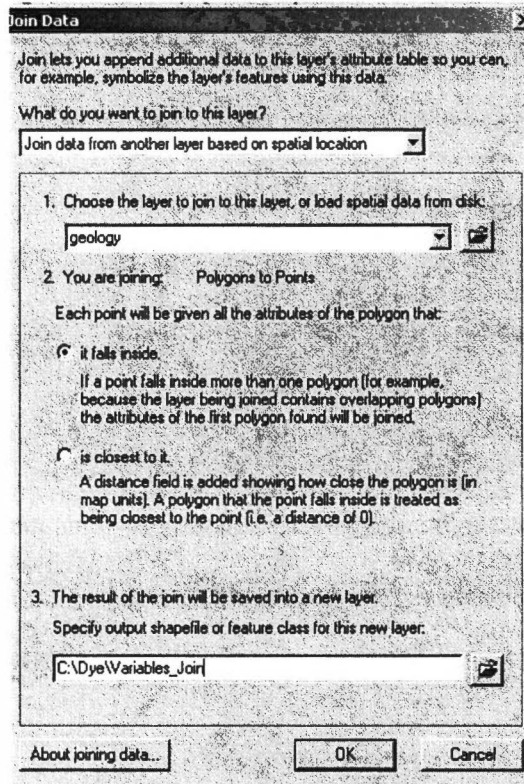 Join Data
Join lets you append additional data to this layer's attribute table so you can,
for example, symbolize the layer's features using this data.
What do you want to join to this layer?
Join data from another layer based on spatial location
1. Choose the layer to join to this layer, or load spatial data from disk:
geology
2. You are joining: Polygons to Points
Each point will be given all the attributes of the polygon that:
it falls inside.
If a point falls inside more than one polygon (for example,
because the layer being joined contains overlapping polygons)
the attributes of the first polygon found will be joined.
is closest to it.
A distance field is added showing how close the polygon is (in
map units). A polygon that the point falls inside is treated as
being closest to the point (i.e. a distance of 0).
3. The result of the join will be saved into a new layer.
Specify output shapefile or feature class for this new layer:
C:\Dye\Variables_Join
About joining data...
OK
Cancel